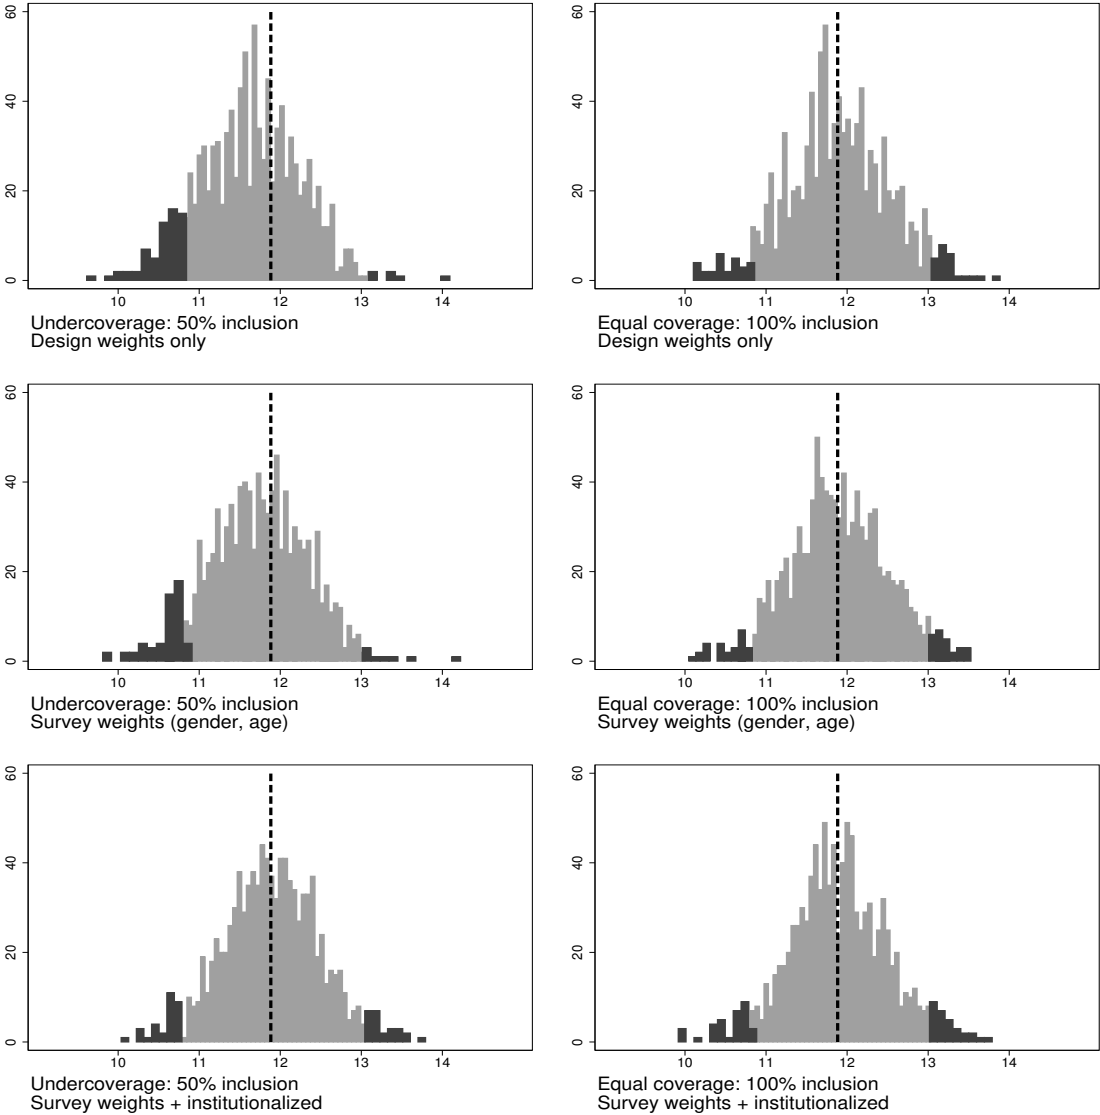 60
40
20
0
10 11 12 13 14
Undercoverage: 50% inclusion
Design weights only
60
40
20
0
10 11 12 13 14
Equal coverage: 100% inclusion
Design weights only
60
40
20
0
10 11 12 13 14
Undercoverage: 50% inclusion
Survey weights (gender, age)
60
40
20
0
10 11 12 13 14
Equal coverage: 100% inclusion
Survey weights (gender, age)
60
40
20
0
10 11 12 13 14
Undercoverage: 50% inclusion
Survey weights + institutionalized
60
40
20
0
10 11 12 13 14
Equal coverage: 100% inclusion
Survey weights + institutionalized